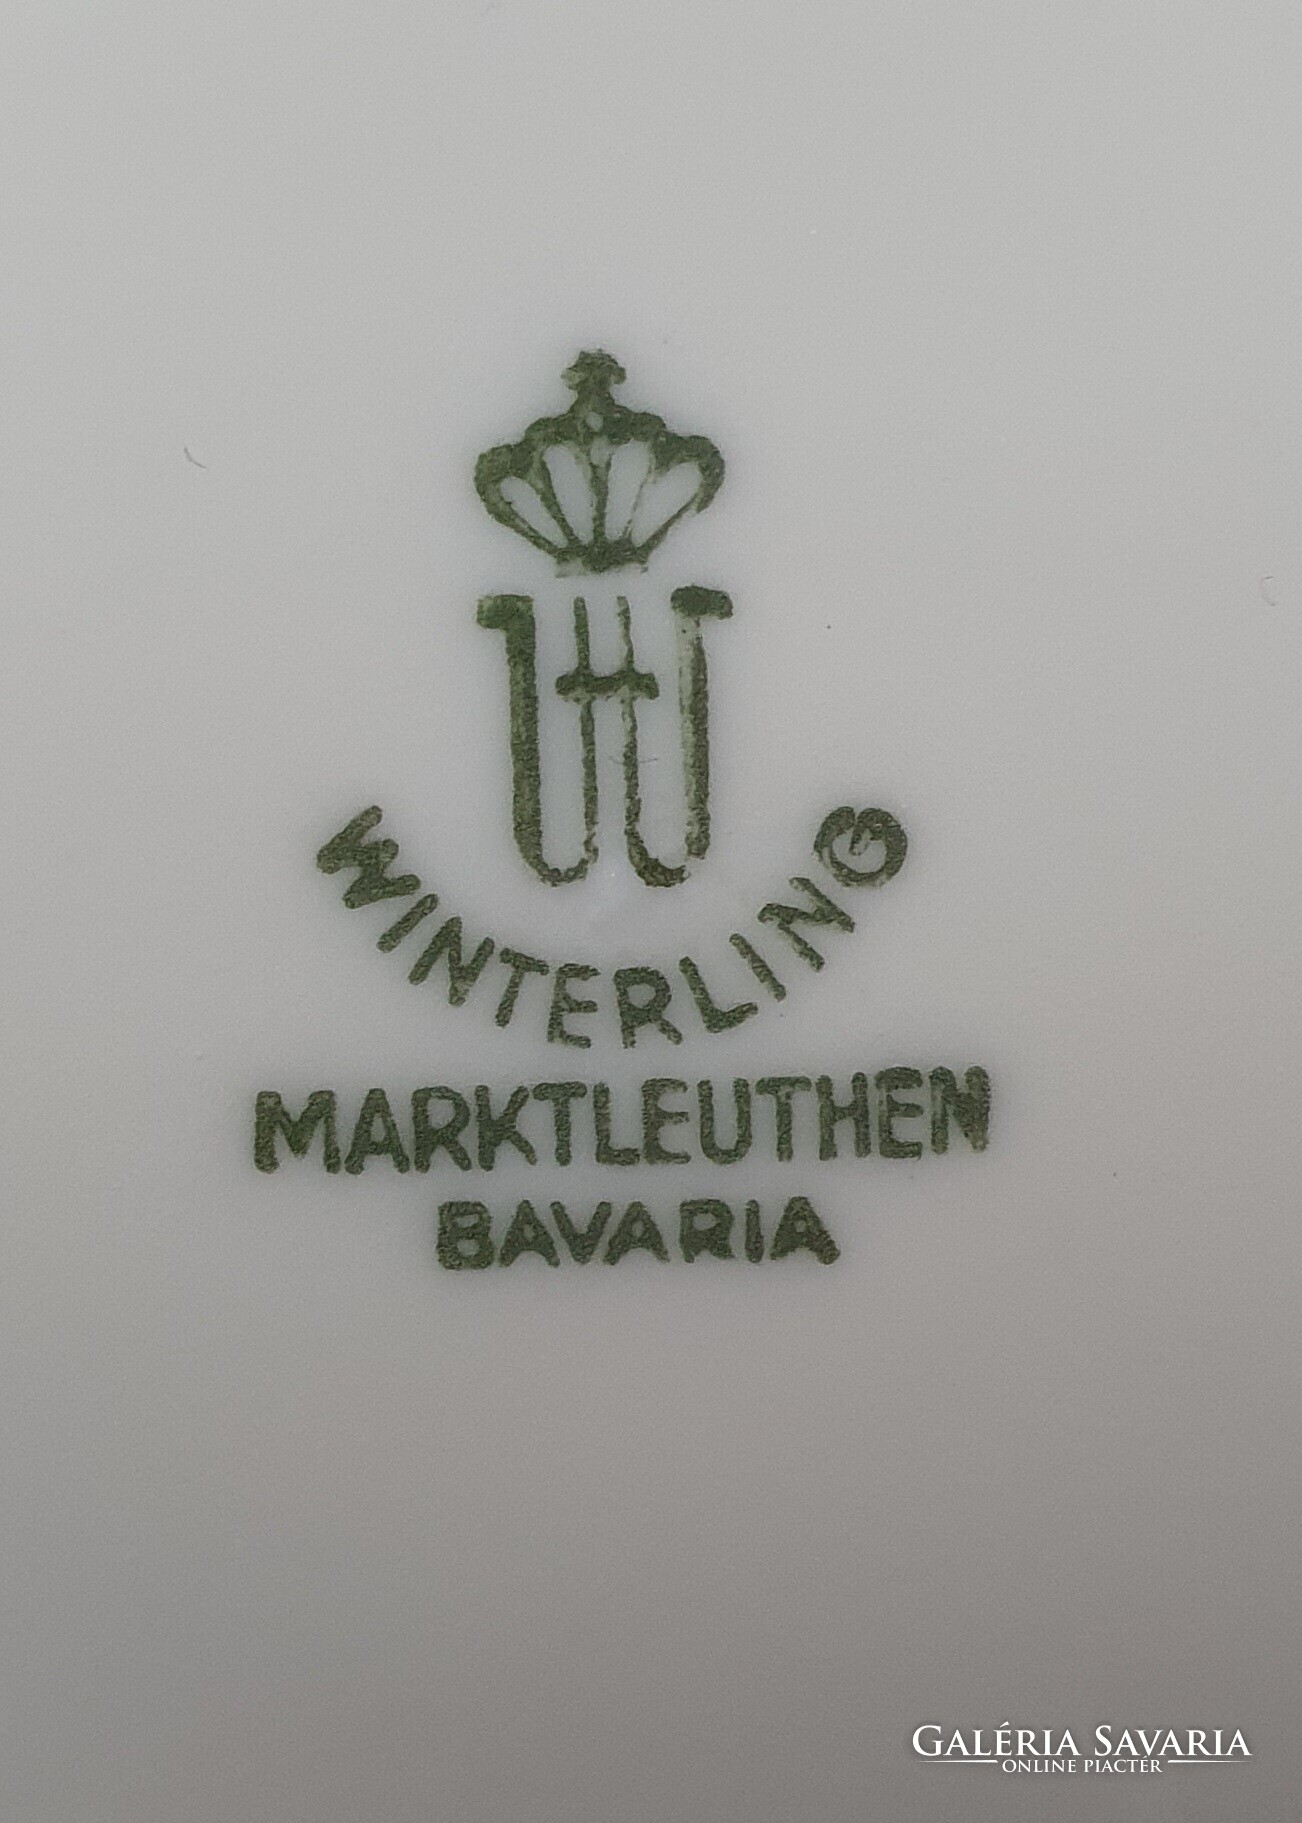 WINTERLING
MARKTLEUTHEN
BAVARIA
GALÉRIA SAVARIA
ONLINE PIACTÉR